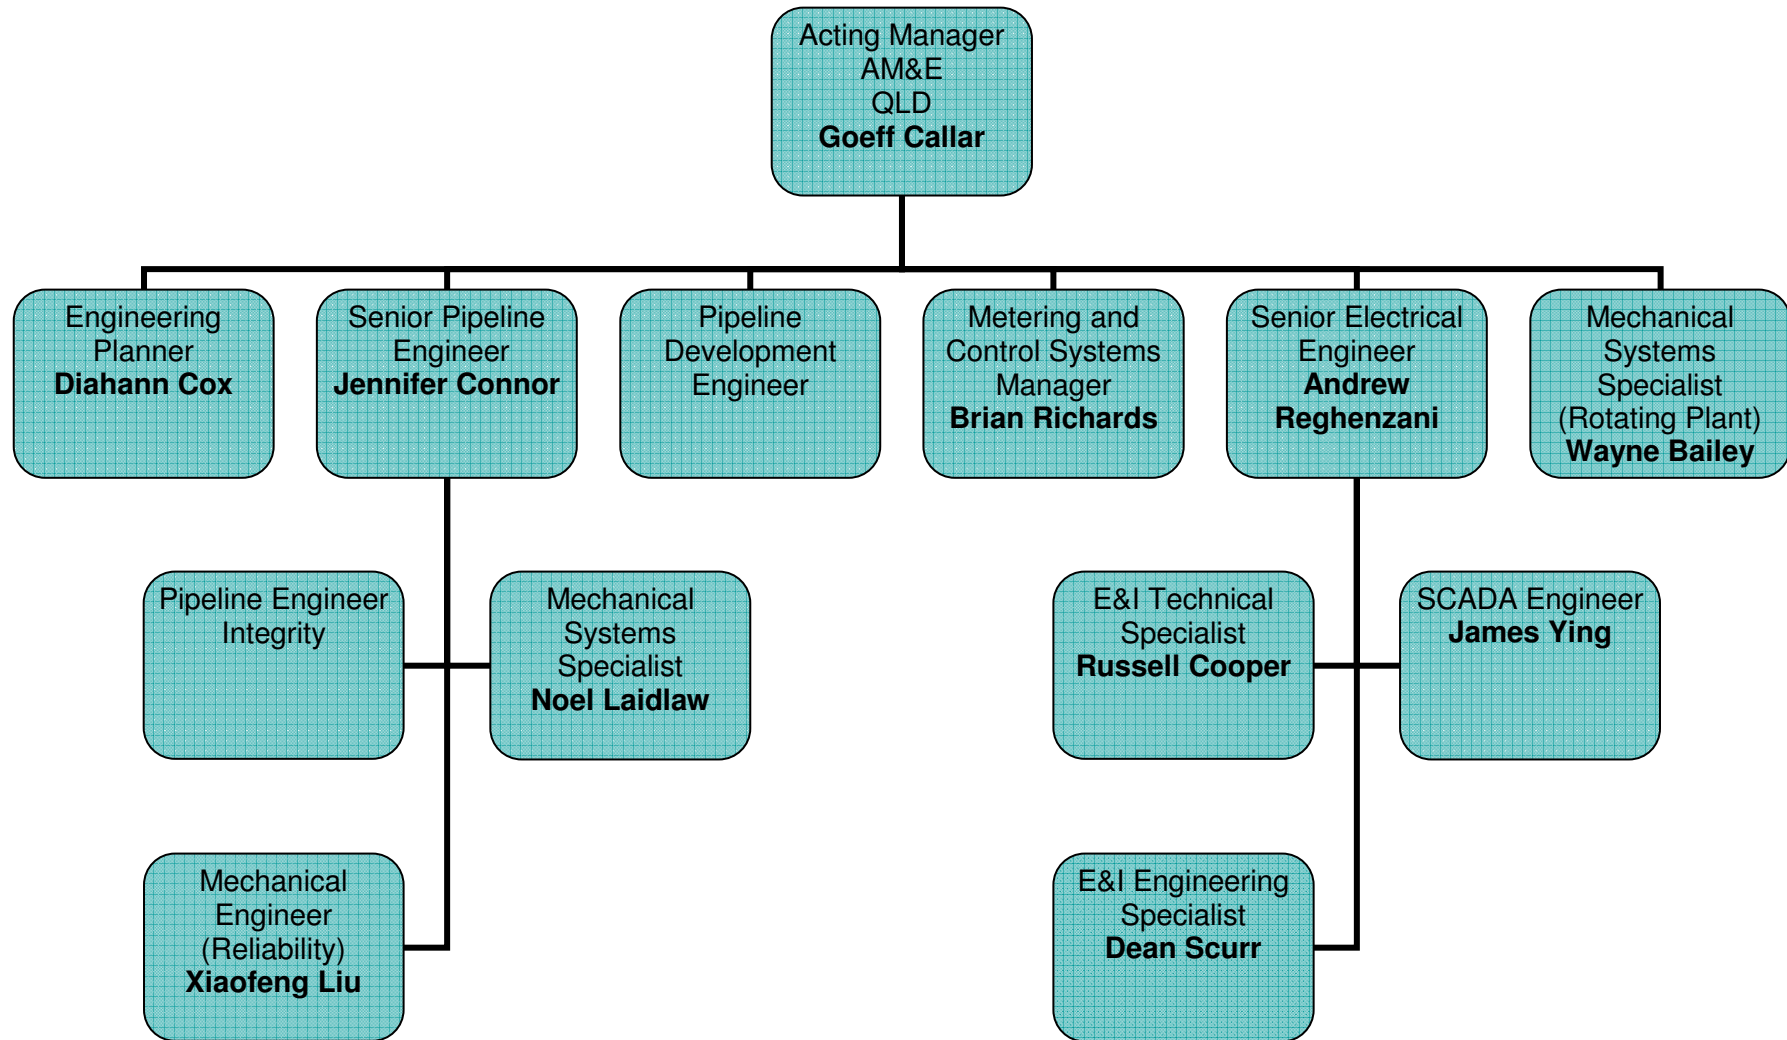 Acting Manager
AM&E
QLD
Goeff Callar
Engineering
Planner
Diahann Cox
Senior Pipeline
Engineer
Jennifer Connor
Pipeline
Development
Engineer
Metering and
Control Systems
Manager
Brian Richards
Senior Electrical
Engineer
Andrew
Reghenzani
Mechanical
Systems
Specialist
(Rotating Plant)
Wayne Bailey
Pipeline Engineer
Integrity
Mechanical
Systems
Specialist
Noel Laidlaw
E&I Technical
Specialist
Russell Cooper
SCADA Engineer
James Ying
Mechanical
Engineer
(Reliability)
Xiaofeng Liu
E&I Engineering
Specialist
Dean Scurr